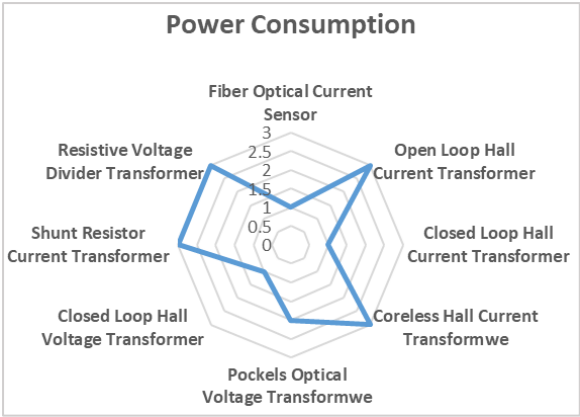 Power Consumption
Fiber Optical Current
Sensor
3
2.5
2
1.5
1
0.5
0
Open Loop Hall
Current Transformer
Closed Loop Hall
Current Transformer
Coreless Hall Current
Transformwe
Pockels Optical
Voltage Transformwe
Closed Loop Hall
Voltage Transformer
Shunt Resistor
Current Transformer
Resistive Voltage
Divider Transformer